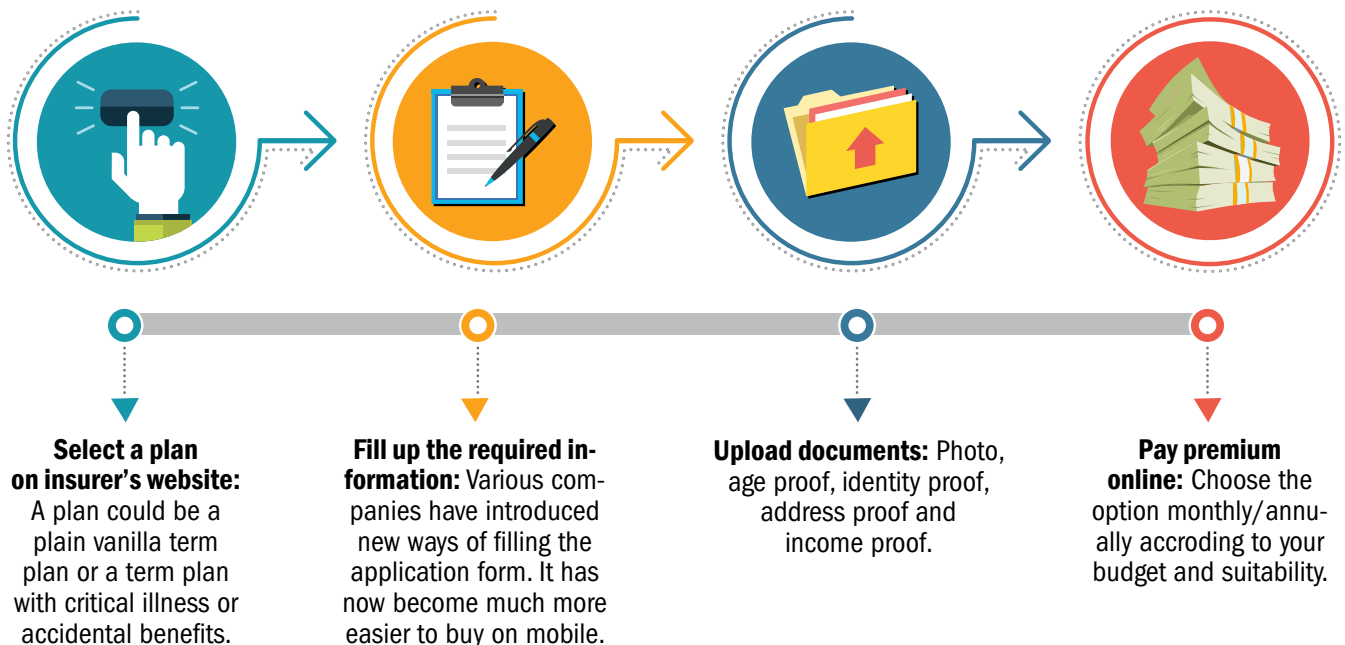 Select a plan
on insurer's website:
A plan could be a
plain vanilla term
plan or a term plan
with critical illness or
accidental benefits.
Fill up the required in-
formation: Various com-
panies have introduced
new ways of filling the
application form. It has
now become much more
easier to buy on mobile.
Upload documents: Photo,
age proof, identity proof,
address proof and
income proof.
Pay premium
online: Choose the
option monthly/annu-
ally accroding to your
budget and suitability.